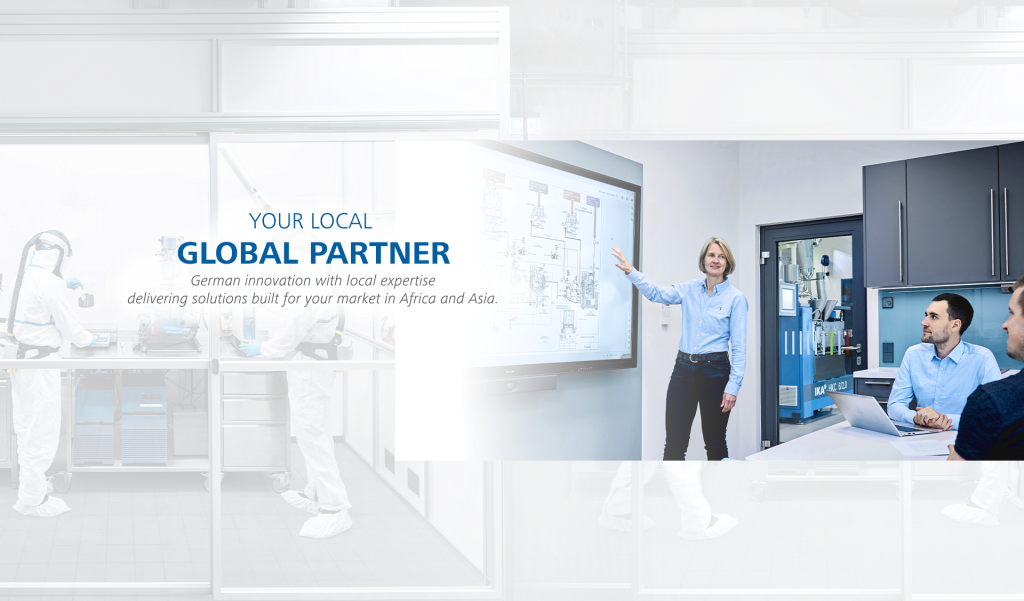 YOUR LOCAL
GLOBAL PARTNER
German innovation with local expertise
delivering solutions built for your market in Africa and Asia.
IKA®